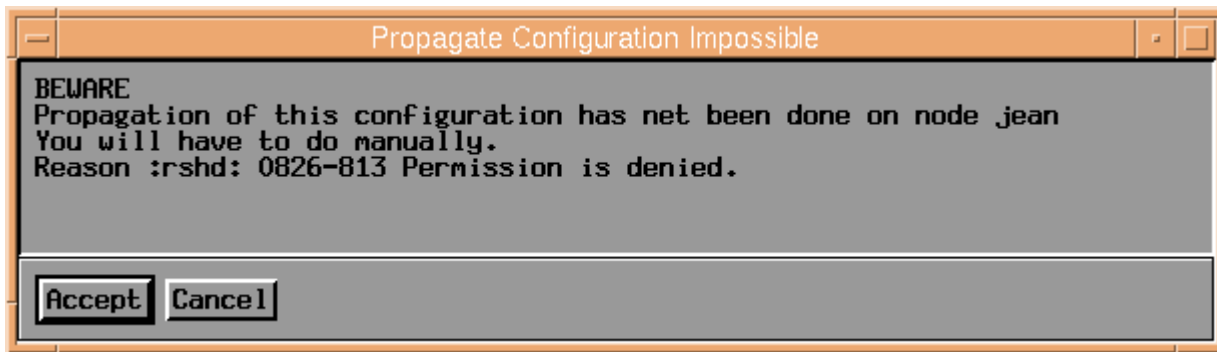 Propagate Configuration Impossible
BEWARE
Propagation of this configuration has net been done on node jean
You will have to do manually.
Reason :rshd: 0826-813 Permission is denied.
Accept Cancel